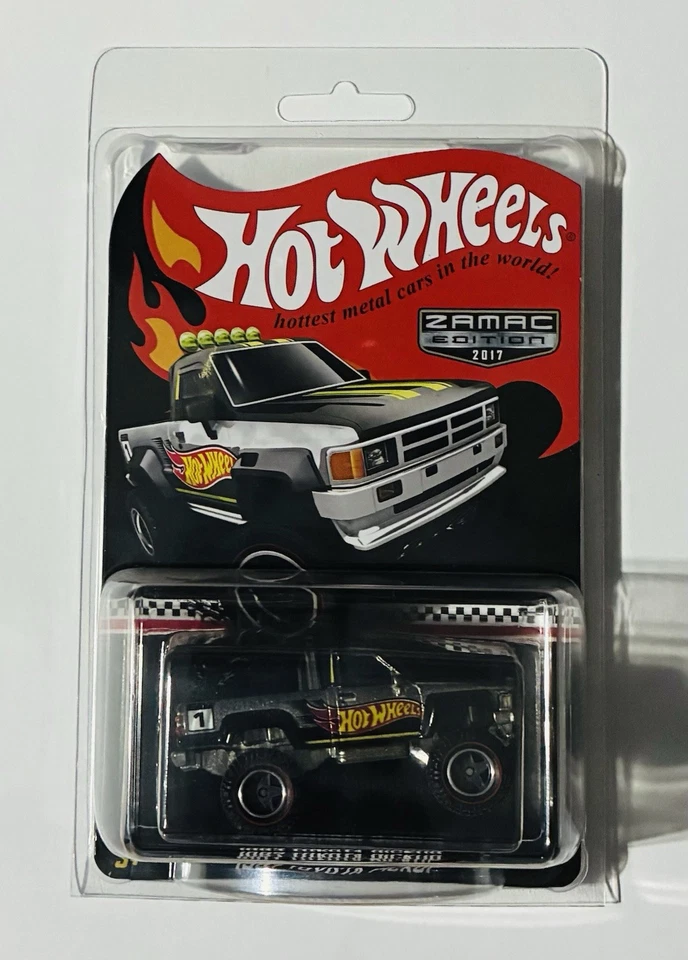 HOT WHEELS®
hottest metal cars in the world!
ZAMAC
EDITION
2017
HOT WHEELS
1
HOT WHEELS